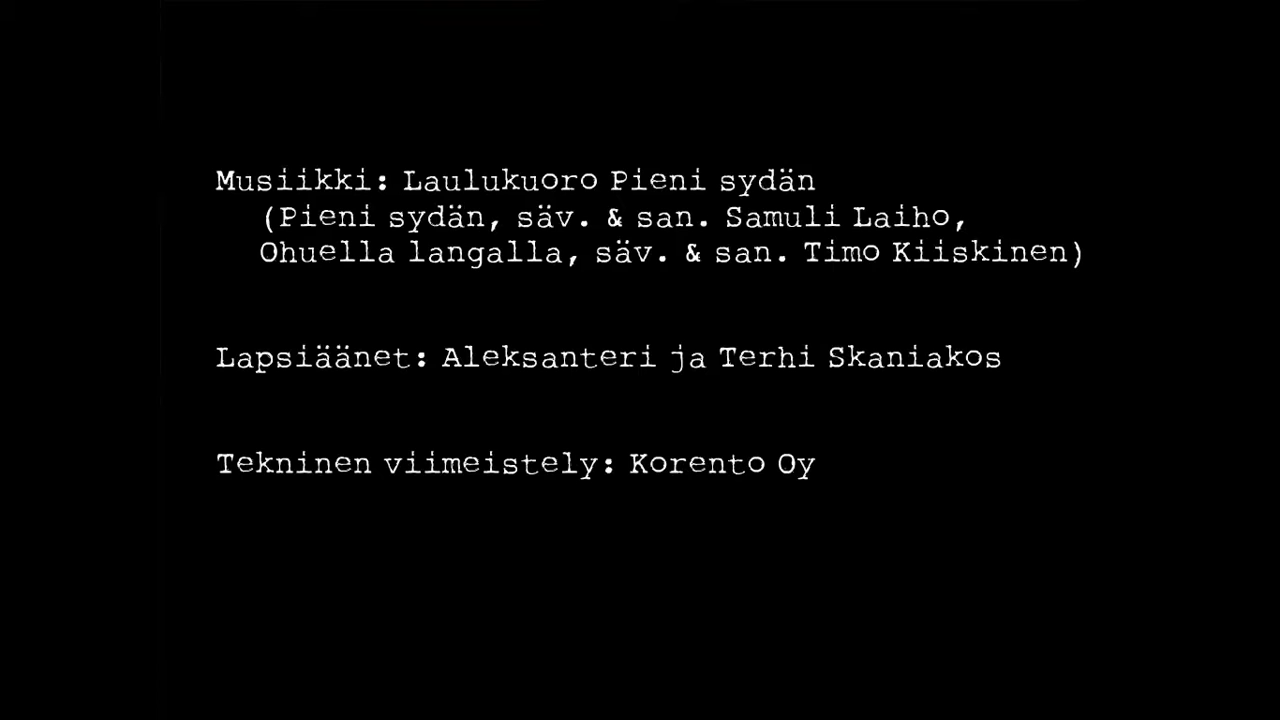 Musiikki: Laulukuoro Pieni sydän
(Pieni sydän, säv. & san. Samuli Laiho,
Ohuella langalla, säv. & san. Timo Kiiskinen)
Lapsiäänet: Aleksanteri ja Terhi Skaniakos
Tekninen viimeistely: Korento Oy